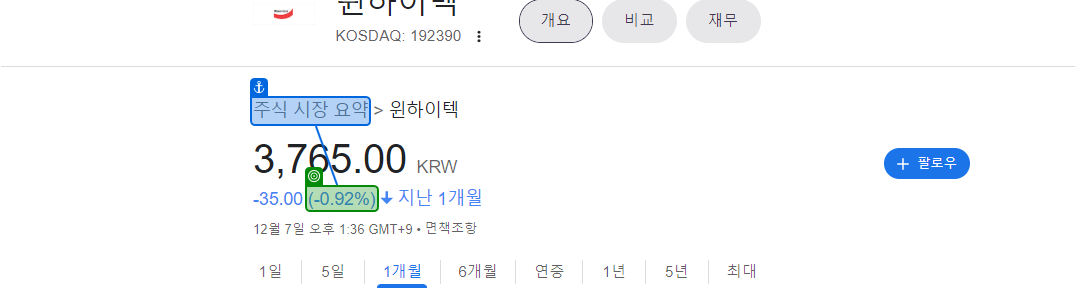 윈하이텍
KOSDAQ: 192390
개요
비교
재무
주식 시장 요약 > 윈하이텍
3,765.00 KRW
+ 팔로우
-35.00 (-0.92%) ↓ 지난 1개월
12월 7일 오후 1:36 GMT+9 • 면책조항
1일
5일
1개월
6개월
연중
1년
5년
최대